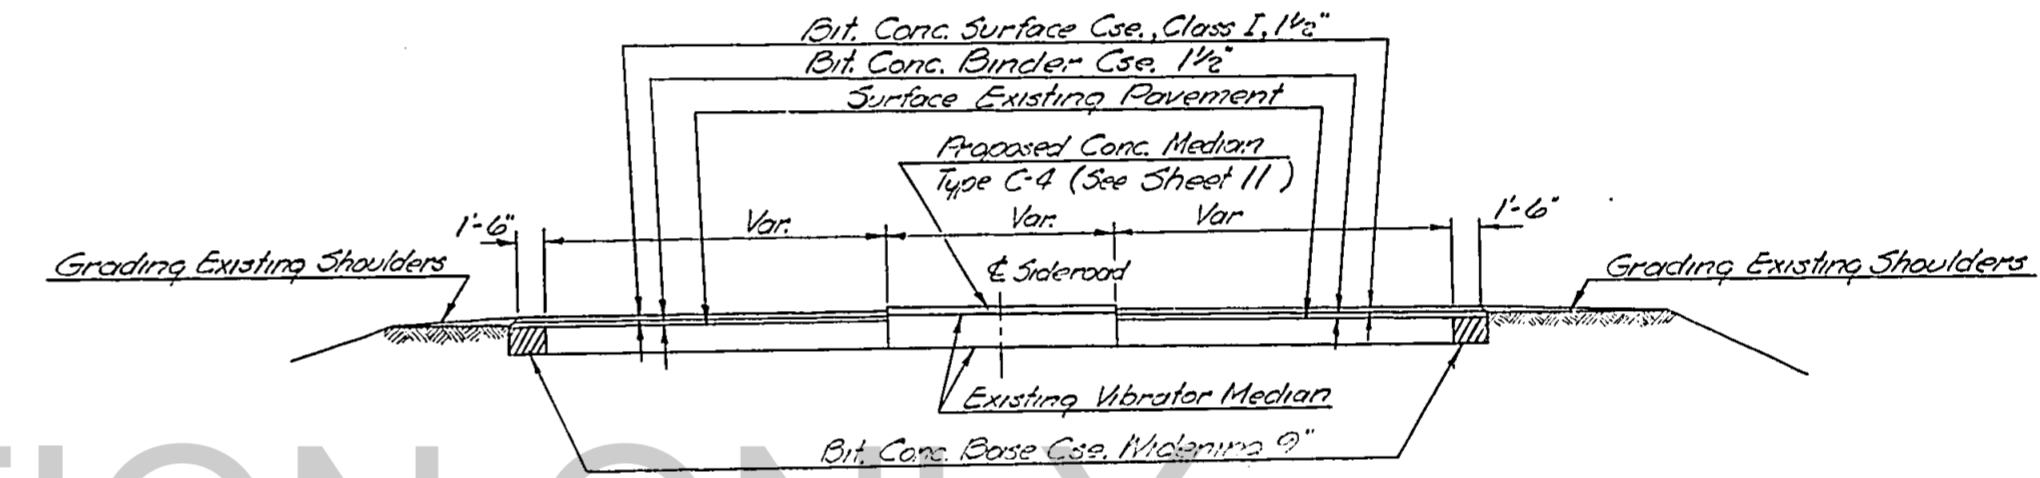 Bit. Conc. Surface Cse., Class I, 1½"
Bit. Conc. Binder Cse. 1½"
Surface Existing Pavement
Proposed Conc. Median
Type C-4 (See Sheet 11)
1'-6"
Var.
Var.
Var
1'-6"
Grading Existing Shoulders
℄ Sideroad
Grading Existing Shoulders
Existing Vibrator Median
Bit. Conc. Base Cse. Widening 9"
TION ONLY